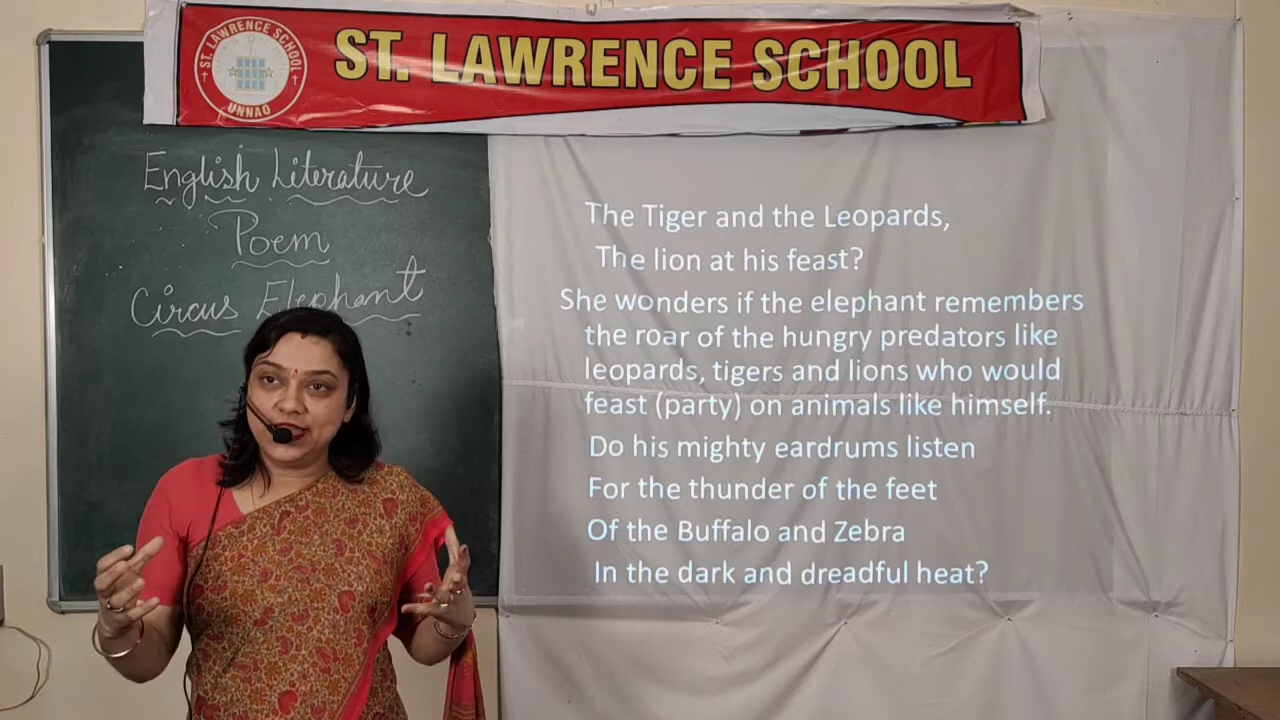 ST. LAWRENCE SCHOOL
ST. LAWRENCE SCHOOL
UNNAO
English Literature
Poem
Circus Elephant
The Tiger and the Leopards,
The lion at his feast?
She wonders if the elephant remembers
the roar of the hungry predators like
leopards, tigers and lions who would
feast (party) on animals like himself.
Do his mighty eardrums listen
For the thunder of the feet
Of the Buffalo and Zebra
In the dark and dreadful heat?